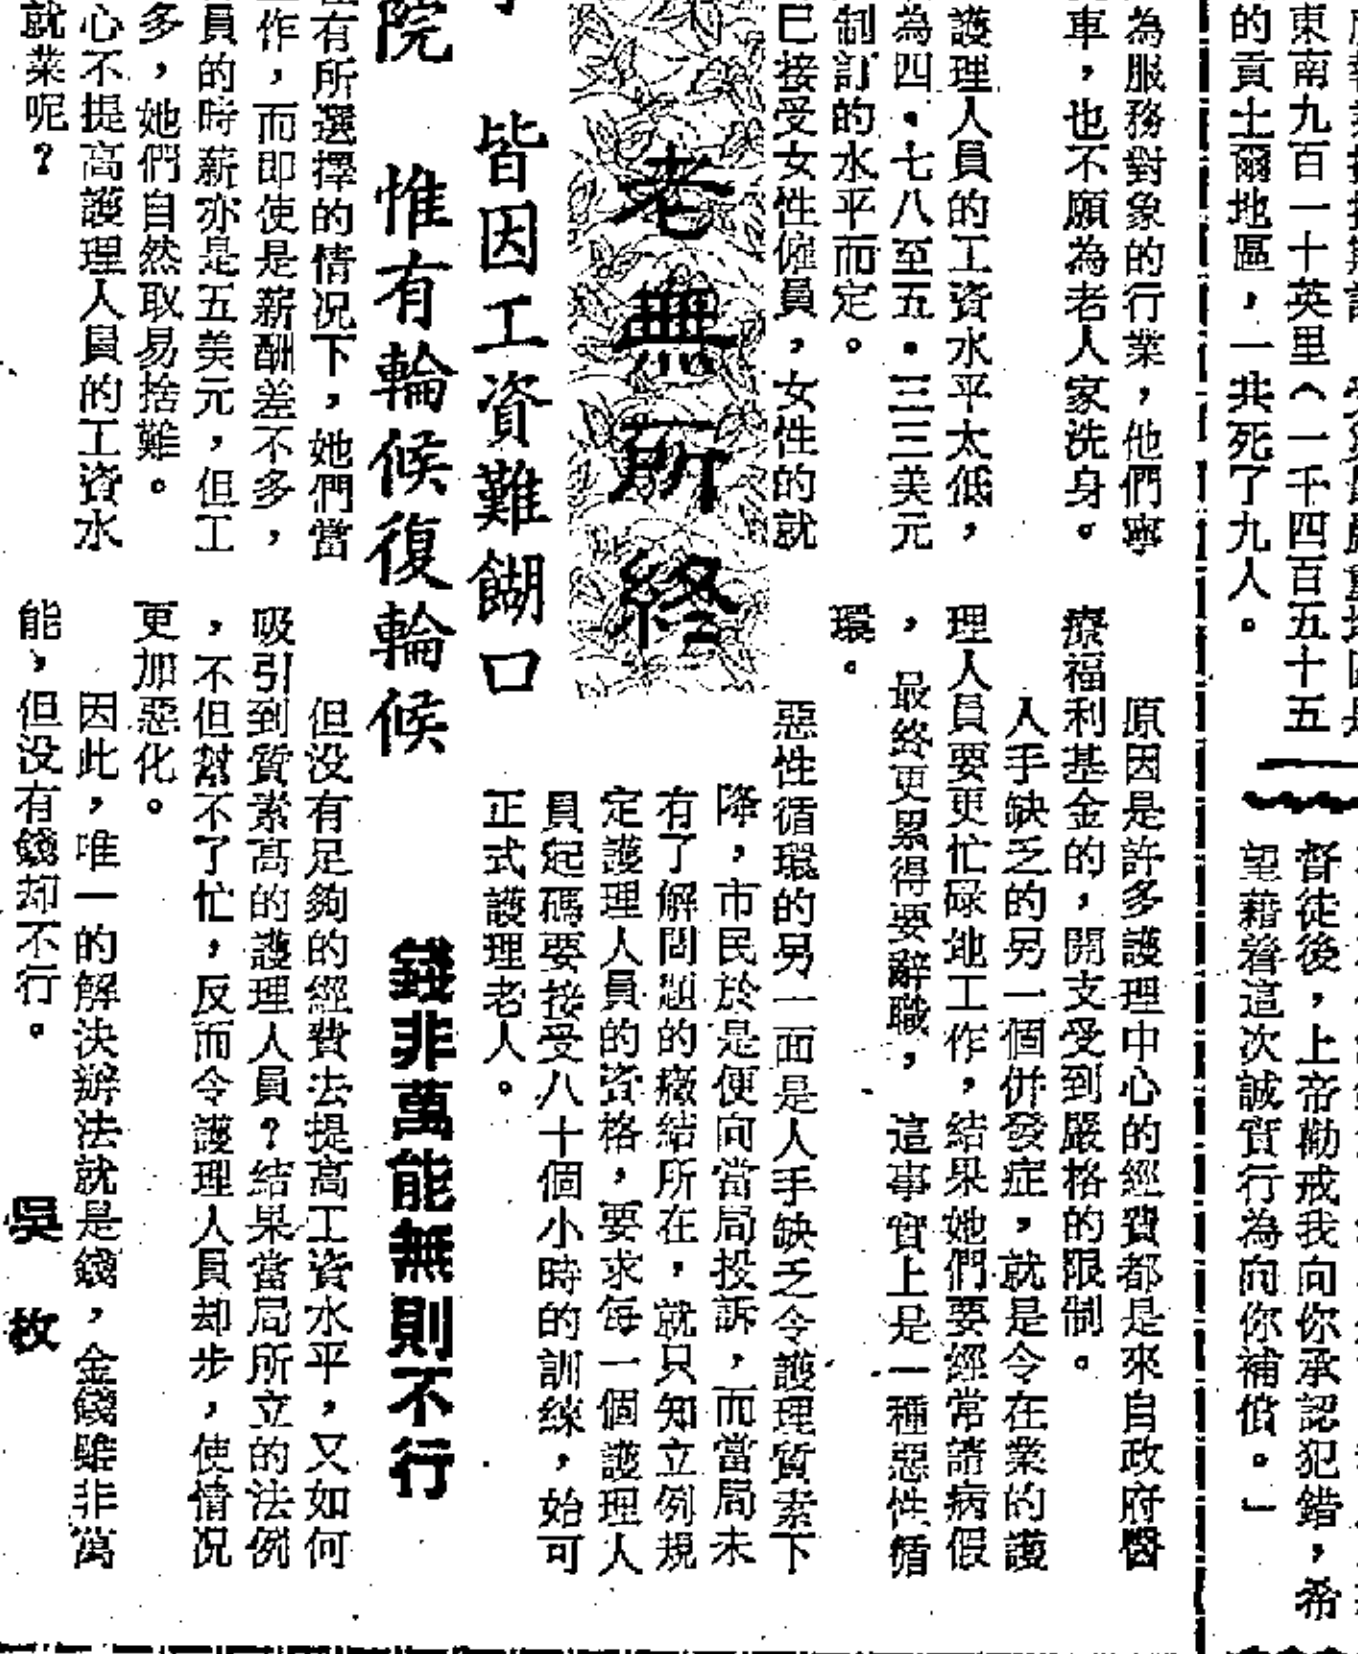 東南九百一十英里︵一千四百五十五
的貢土爾地區，一共死了九人。
督徒後，上帝勸戒我向你承認犯錯，希
望藉着這次誠實行為向你補償。」
為服務對象的行業，他們寧
車，也不願為老人家洗身。
護理人員的工資水平太低，
為四．七八至五．三三美元
制訂的水平而定。
已接受女性僱員，女性的就
老無所終
皆因工資難餬口
院　惟有輪候復輪候
有所選擇的情況下，她們當
作，而即使是薪酬差不多，
員的時薪亦是五美元，但工
多，她們自然取易捨難。
心不提高護理人員的工資水
就業呢？
原因是許多護理中心的經費都是來自政府醫
療福利基金的，開支受到嚴格的限制。
人手缺乏的另一個併發症，就是令在業的護
理人員要更忙碌地工作，結果她們要經常請病假
，最終更累得要辭職，這事實上是一種惡性循
環。
惡性循環的另一面是人手缺乏令護理質素下
降，市民於是便向當局投訴，而當局未
有了解問題的癥結所在，就只知立例規
定護理人員的資格，要求每一個護理人
員起碼要接受八十個小時的訓練，始可
正式護理老人。
錢非萬能無則不行
但没有足夠的經費去提高工資水平，又如何
吸引到質素高的護理人員？結果當局所立的法例
，不但幫不了忙，反而令護理人員却步，使情況
更加惡化。
因此，唯一的解決辦法就是錢，金錢雖非萬
能，但没有錢却不行。
吳　枚